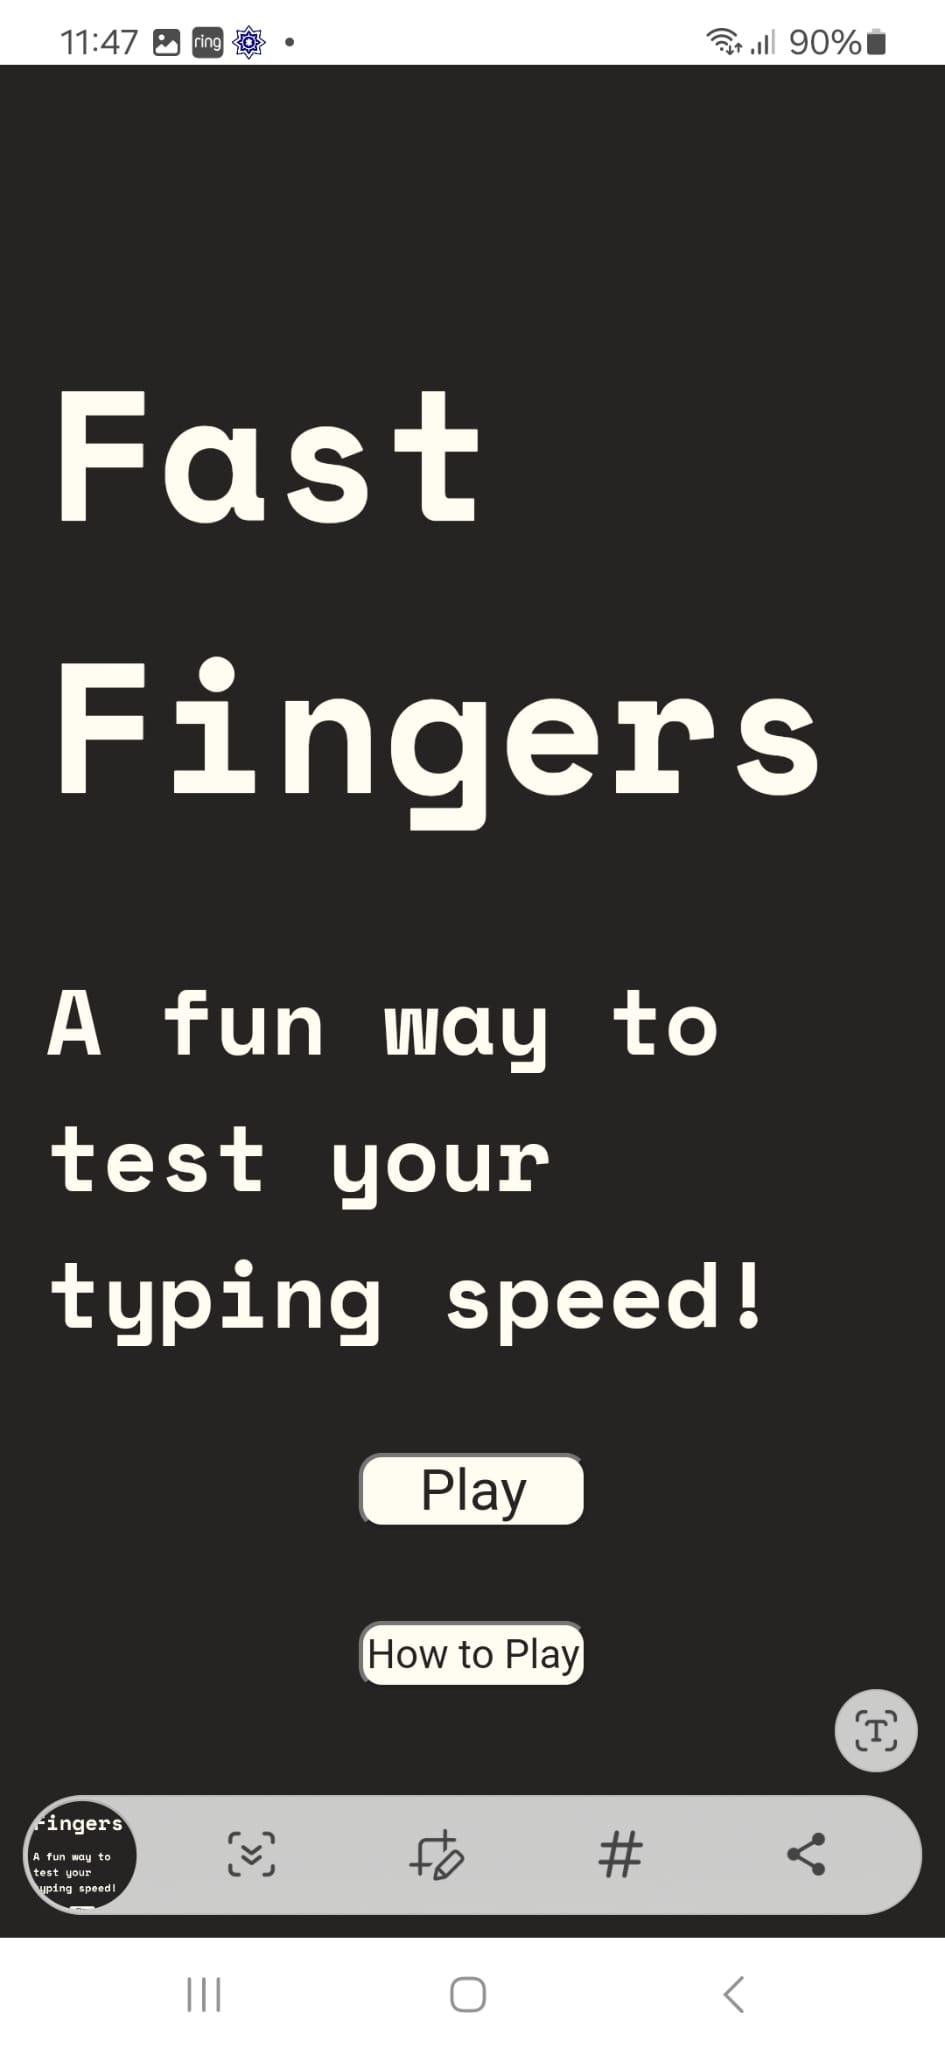 11:47 ring 90%
Fast
Fingers
A fun way to
test your
typing speed!
Play
How to Play
T
Fingers
A fun way to
test your
typing speed!
#